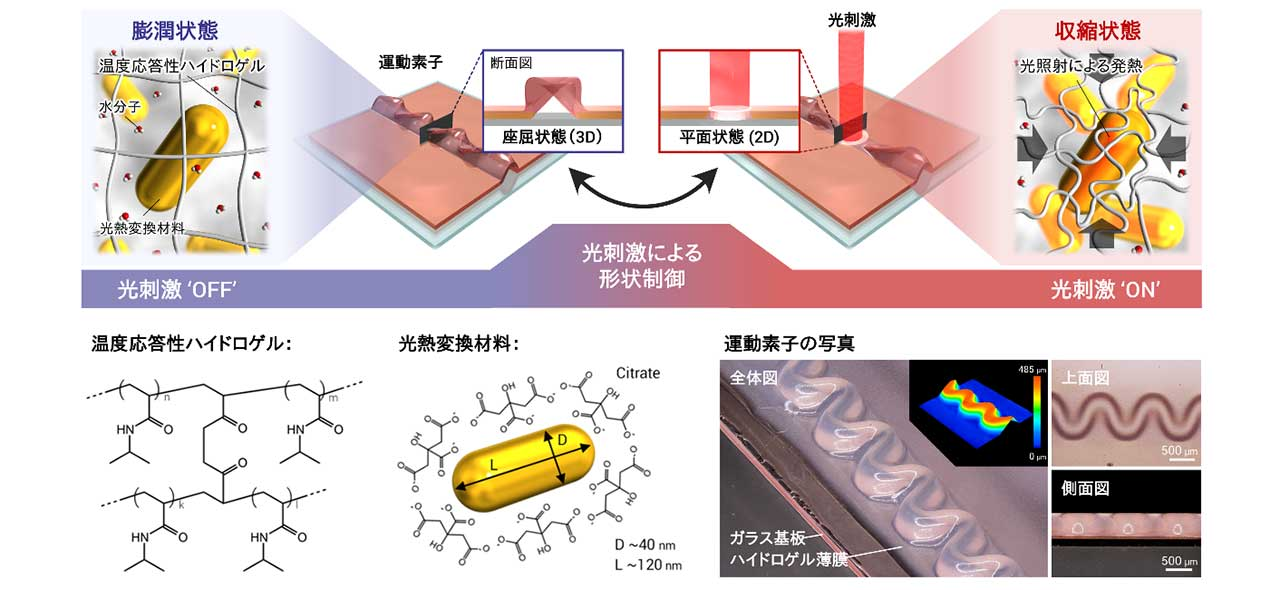 膨潤状態
温度応答性ハイドロゲル
水分子
光熱変換材料
運動素子
断面図
座屈状態（3D）
平面状態 (2D)
光刺激
収縮状態
光照射による発熱
光刺激による
形状制御
光刺激 ‘OFF’
光刺激 ‘ON’
温度応答性ハイドロゲル：
n
m
HN
O
O
HN
O
O
k
l
HN
O
HN
O
光熱変換材料：
Citrate
D
L
D ~40 nm
L ~120 nm
運動素子の写真
全体図
485 μm
0 μm
ガラス基板
ハイドロゲル薄膜
上面図
500 μm
側面図
500 μm